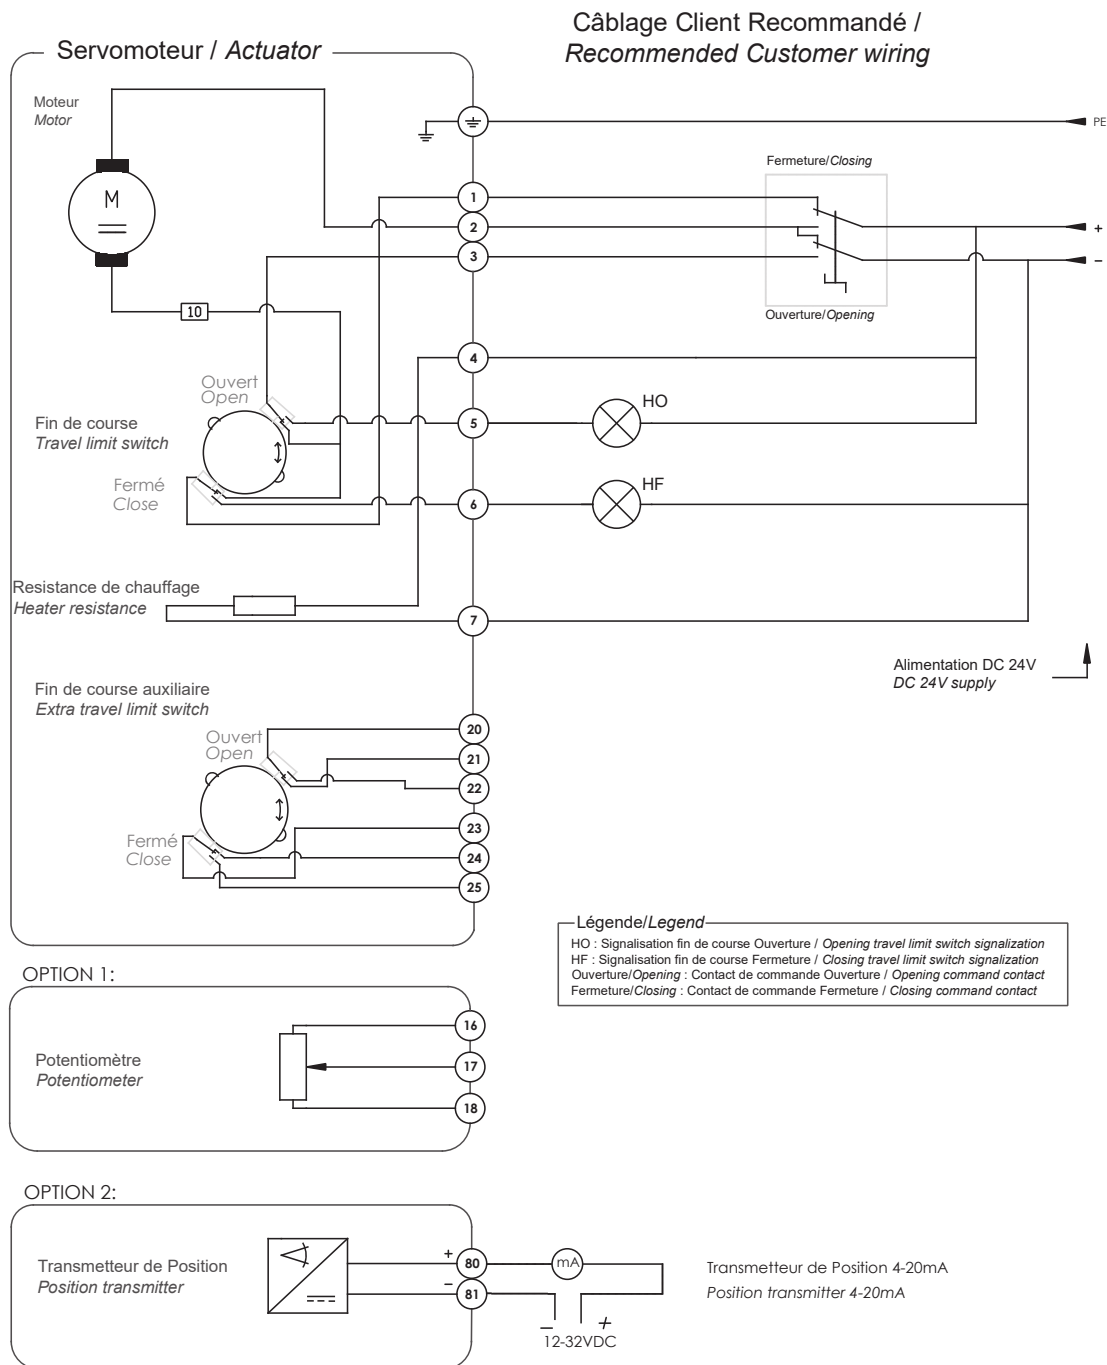 Câblage Client Recommandé /
Recommended Customer wiring
Servomoteur / Actuator
Moteur
Motor
M
PE
Fermeture/Closing
1
2
3
+
−
10
Ouverture/Opening
4
Ouvert
Open
HO
5
Fin de course
Travel limit switch
Fermé
Close
HF
6
Resistance de chauffage
Heater resistance
7
Alimentation DC 24V
DC 24V supply
Fin de course auxiliaire
Extra travel limit switch
Ouvert
Open
20
21
22
23
Fermé
Close
24
25
Légende/Legend
HO : Signalisation fin de course Ouverture / Opening travel limit switch signalization
HF : Signalisation fin de course Fermeture / Closing travel limit switch signalization
Ouverture/Opening : Contact de commande Ouverture / Opening command contact
Fermeture/Closing : Contact de commande Fermeture / Closing command contact
OPTION 1:
Potentiomètre
Potentiometer
16
17
18
OPTION 2:
Transmetteur de Position
Position transmitter
+
80
−
81
mA
− +
12-32VDC
Transmetteur de Position 4-20mA
Position transmitter 4-20mA